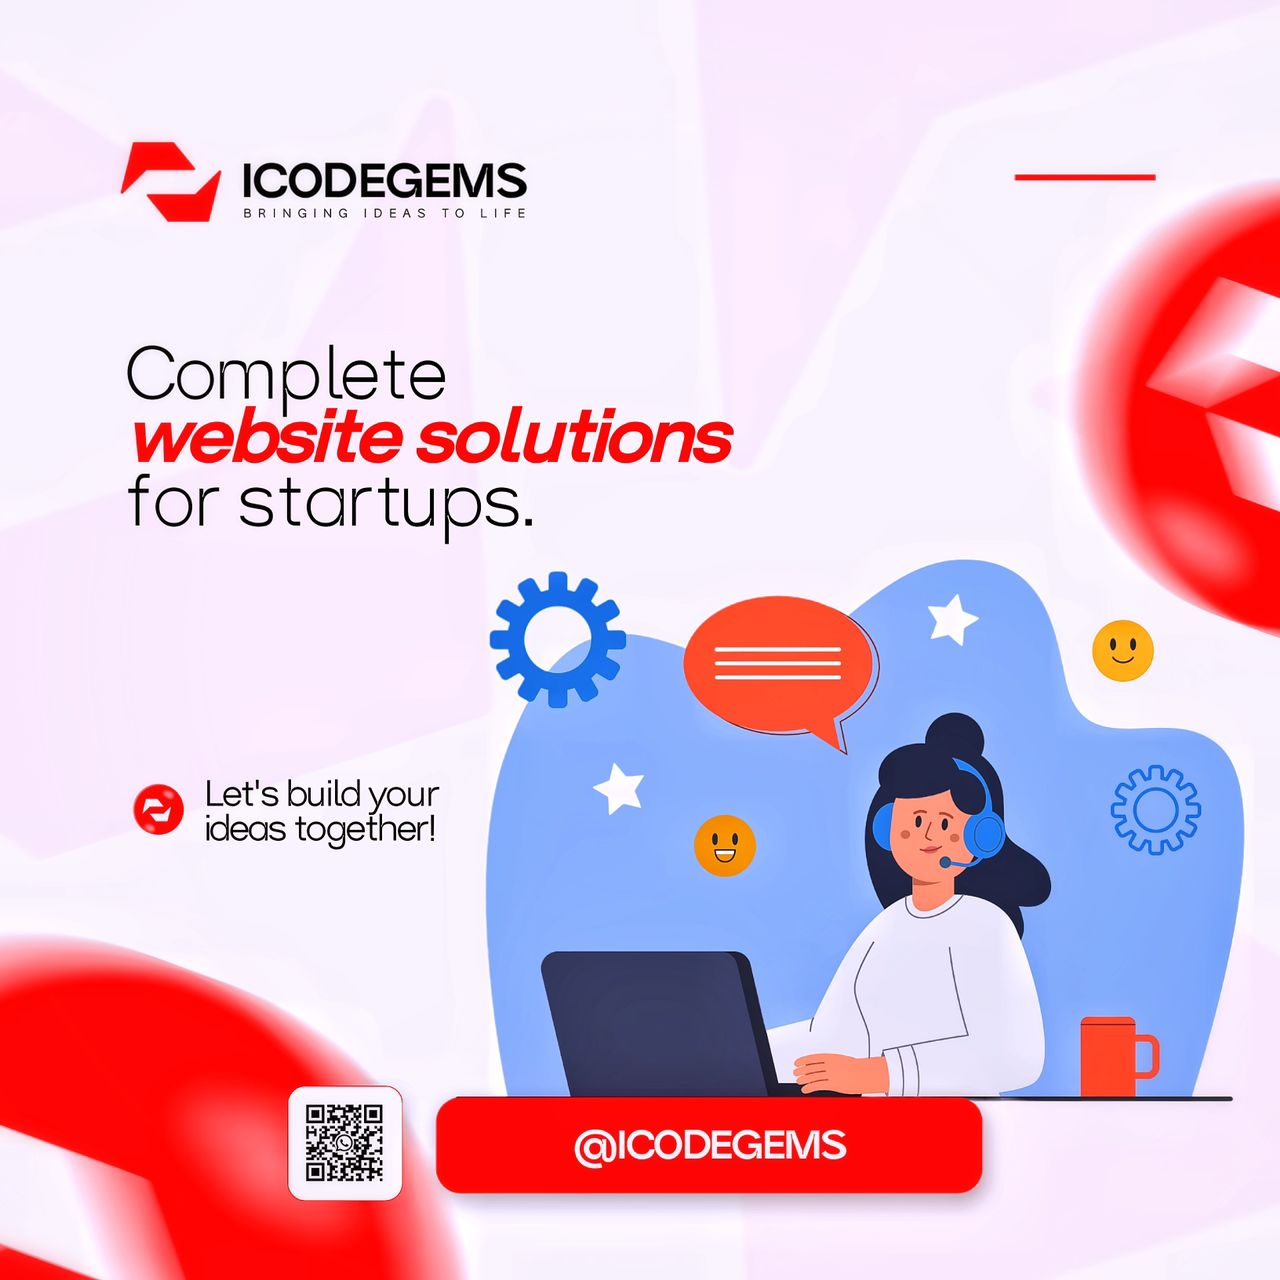 ICODEGEMS
BRINGING IDEAS TO LIFE
Complete
website solutions
for startups.
Let's build your
ideas together!
@ICODEGEMS